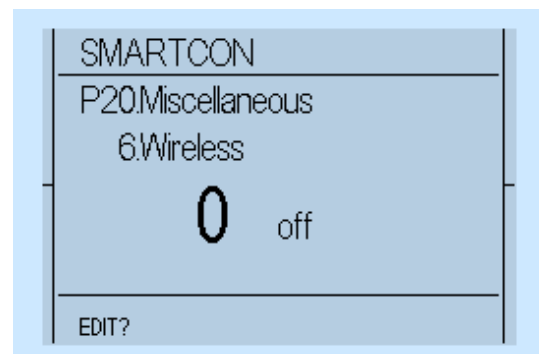 SMARTCON
P20.Miscellaneous
6.Wireless
0 off
EDIT?